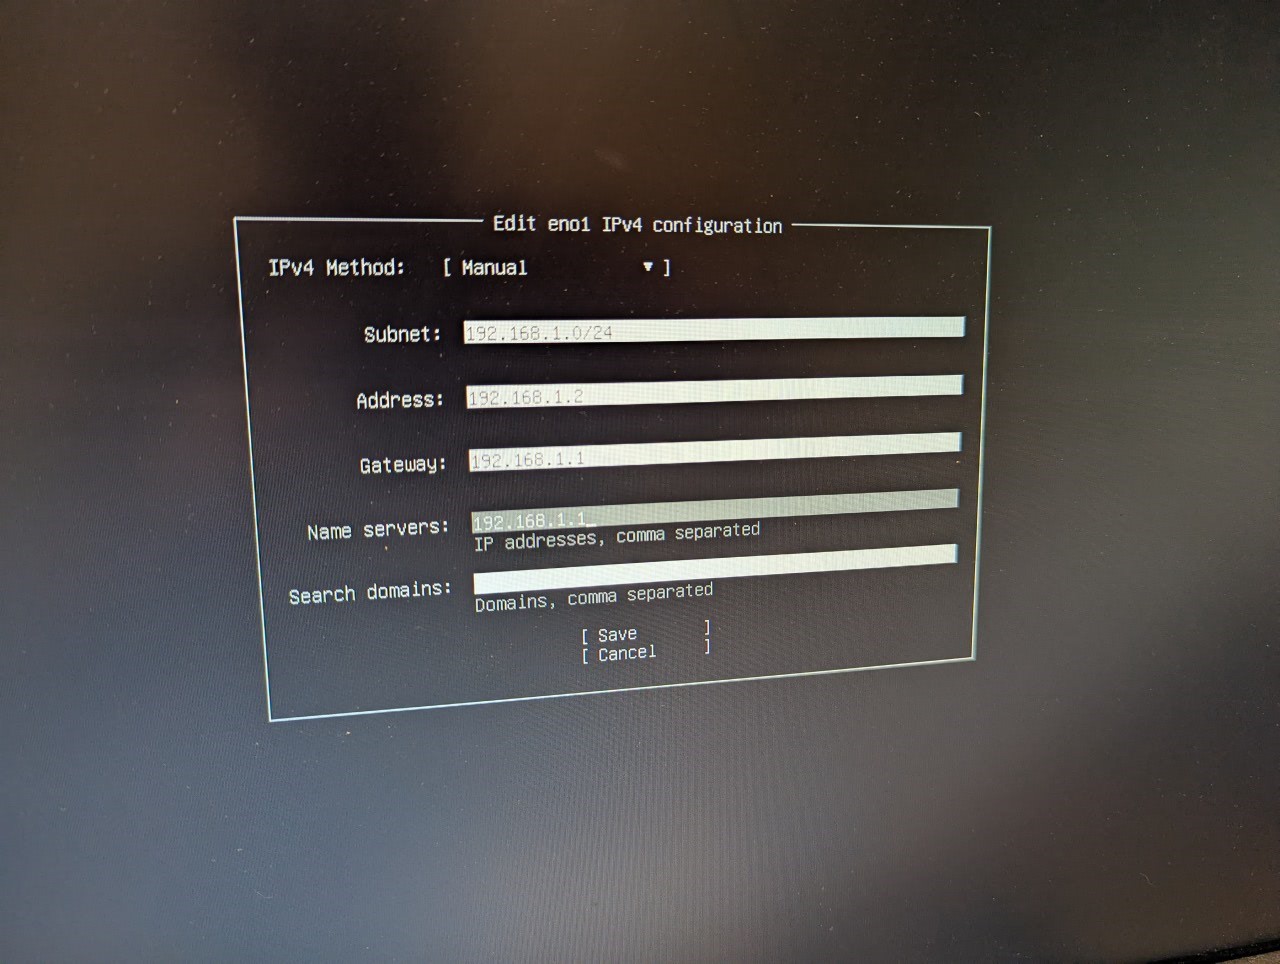 Edit eno1 IPv4 configuration
IPv4 Method: [ Manual ▾ ]
Subnet: 192.168.1.0/24
Address: 192.168.1.2
Gateway: 192.168.1.1
Name servers: 192.168.1.1_
IP addresses, comma separated
Search domains:
Domains, comma separated
[ Save ]
[ Cancel ]